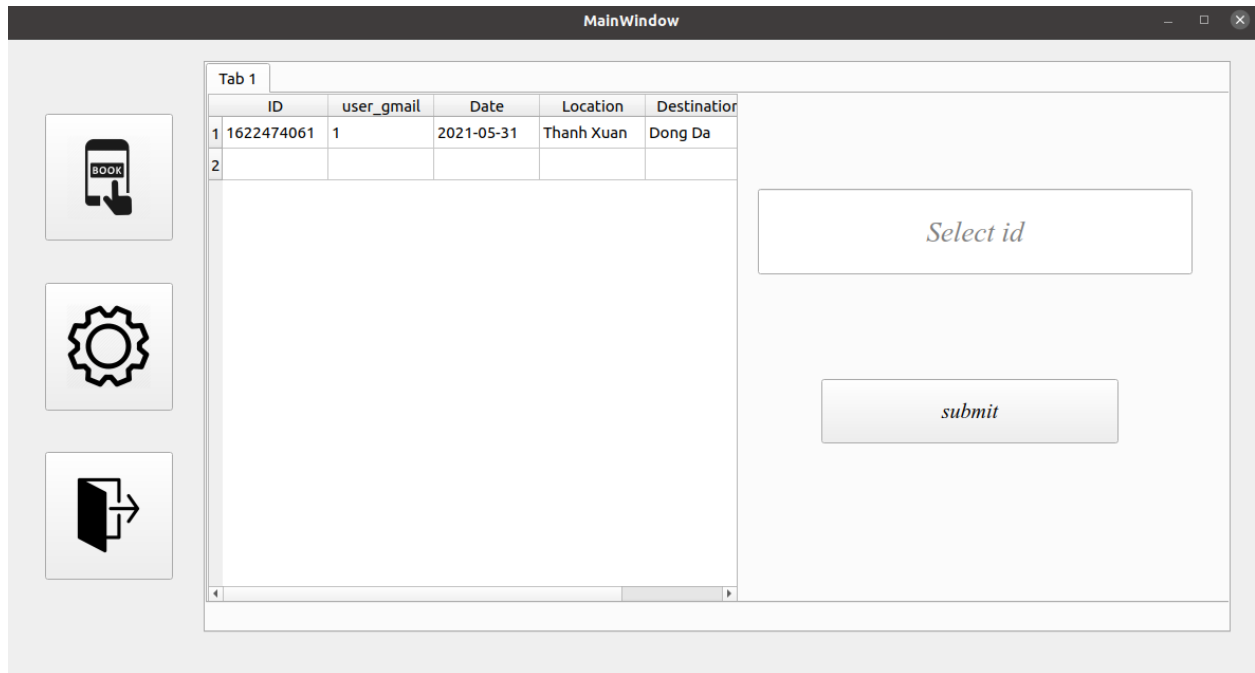 MainWindow
Tab 1
ID user_gmail Date Location Destination
1 1622474061 1 2021-05-31 Thanh Xuan Dong Da
2
BOOK
Select id
submit